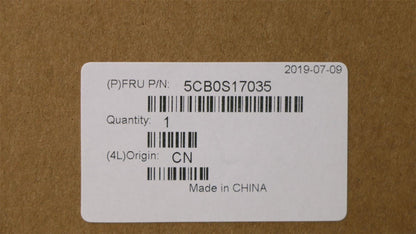 2019-07-09
(P)FRU P/N: 5CB0S17035
Quantity: 1
(4L)Origin: CN
Made in CHINA